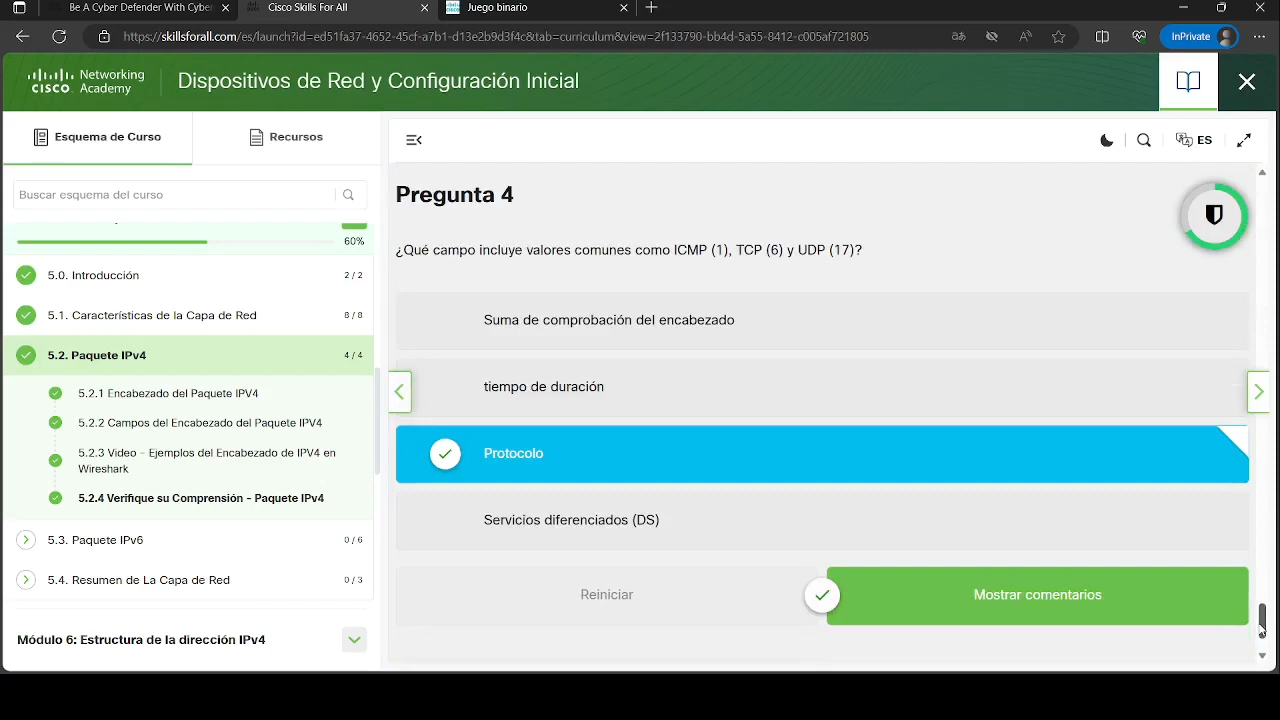 Be A Cyber Defender With Cyber
Cisco Skills For All
Juego binario
https://skillsforall.com/es/launch?id=ed51fa37-4652-45cf-a7b1-d13e2b9d3f4c&tab=curriculum&view=2f133790-bb4d-5a55-8412-c005af721805
InPrivate
Networking
CISCO Academy
Dispositivos de Red y Configuración Inicial
Esquema de Curso
Recursos
ES
Buscar esquema del curso
60%
5.0. Introducción
2 / 2
5.1. Características de la Capa de Red
8 / 8
5.2. Paquete IPv4
4 / 4
5.2.1 Encabezado del Paquete IPV4
5.2.2 Campos del Encabezado del Paquete IPV4
5.2.3 Video - Ejemplos del Encabezado de IPV4 en
Wireshark
5.2.4 Verifique su Comprensión - Paquete IPv4
5.3. Paquete IPv6
0 / 6
5.4. Resumen de La Capa de Red
0 / 3
Módulo 6: Estructura de la dirección IPv4
Pregunta 4
¿Qué campo incluye valores comunes como ICMP (1), TCP (6) y UDP (17)?
Suma de comprobación del encabezado
tiempo de duración
Protocolo
Servicios diferenciados (DS)
Reiniciar
Mostrar comentarios